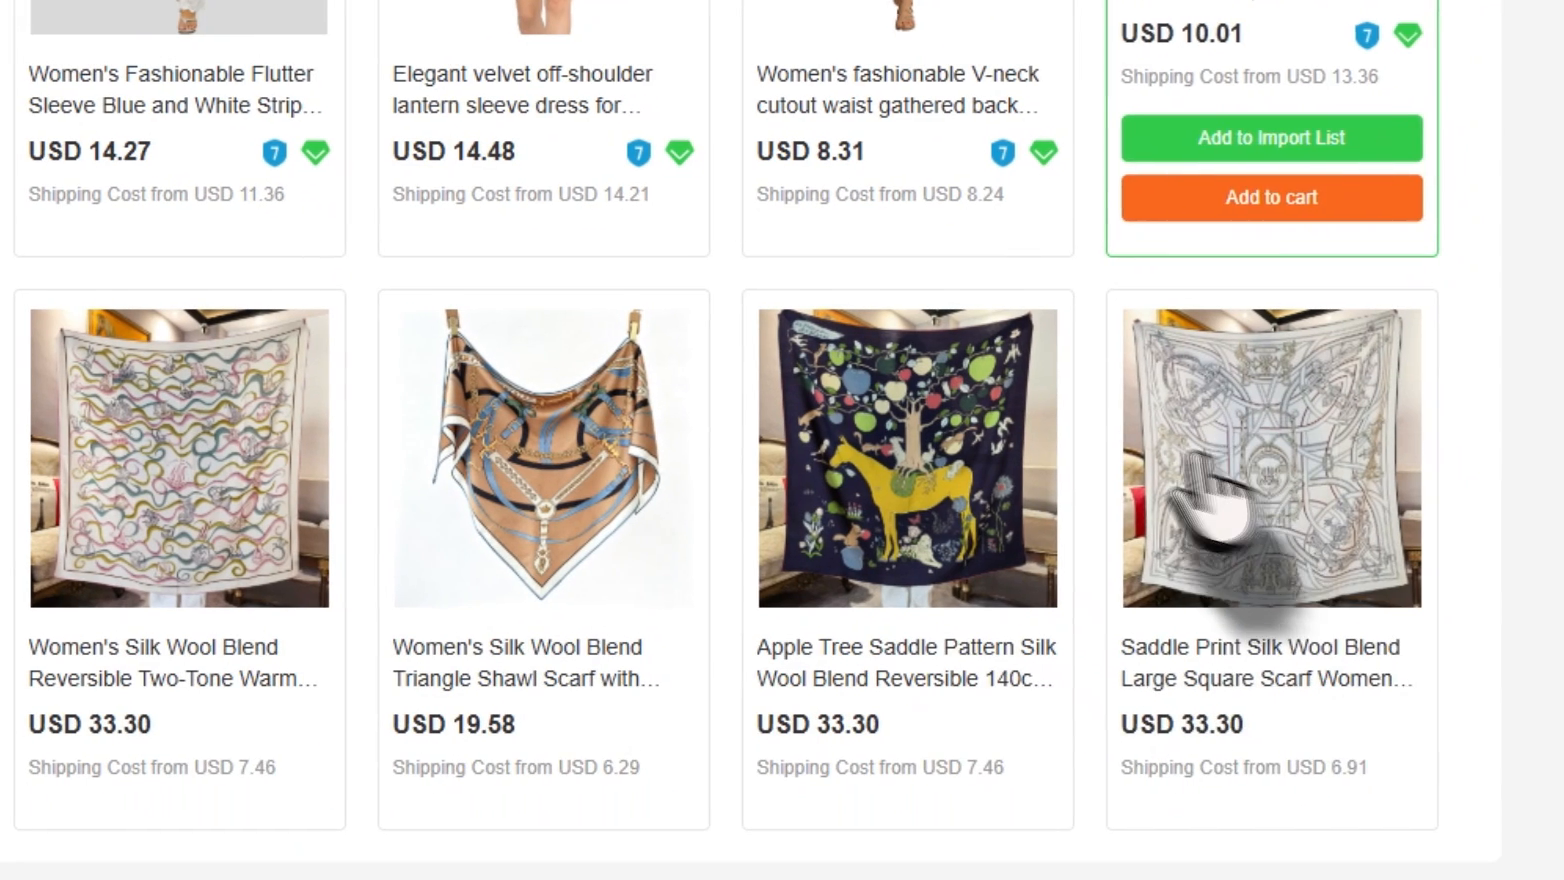 USD 10.01
7
Shipping Cost from USD 13.36
Add to Import List
Add to cart
Women's Fashionable Flutter
Sleeve Blue and White Strip...
USD 14.27
7
Shipping Cost from USD 11.36
Elegant velvet off-shoulder
lantern sleeve dress for...
USD 14.48
7
Shipping Cost from USD 14.21
Women's fashionable V-neck
cutout waist gathered back...
USD 8.31
7
Shipping Cost from USD 8.24
Women's Silk Wool Blend
Reversible Two-Tone Warm...
USD 33.30
Shipping Cost from USD 7.46
Women's Silk Wool Blend
Triangle Shawl Scarf with...
USD 19.58
Shipping Cost from USD 6.29
Apple Tree Saddle Pattern Silk
Wool Blend Reversible 140c...
USD 33.30
Shipping Cost from USD 7.46
Saddle Print Silk Wool Blend
Large Square Scarf Women...
USD 33.30
Shipping Cost from USD 6.91